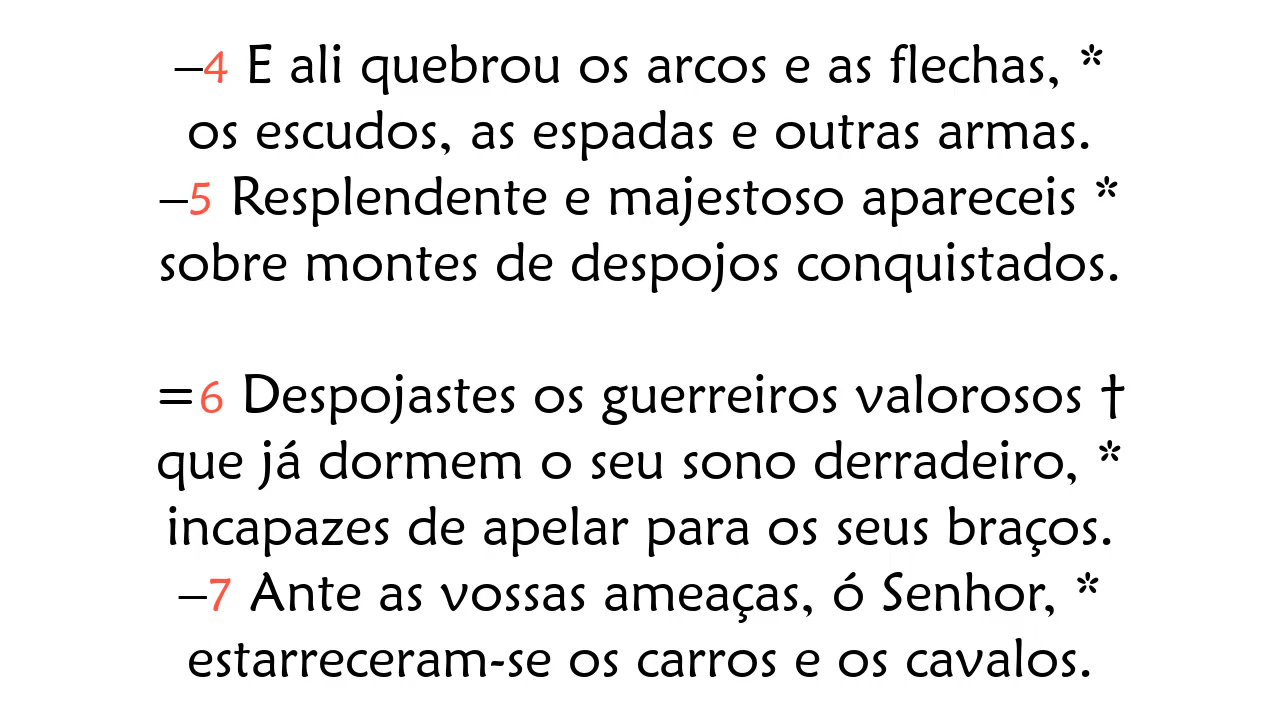 –4 E ali quebrou os arcos e as flechas, *
os escudos, as espadas e outras armas.
–5 Resplendente e majestoso apareceis *
sobre montes de despojos conquistados.
=6 Despojastes os guerreiros valorosos †
que já dormem o seu sono derradeiro, *
incapazes de apelar para os seus braços.
–7 Ante as vossas ameaças, ó Senhor, *
estarreceram-se os carros e os cavalos.